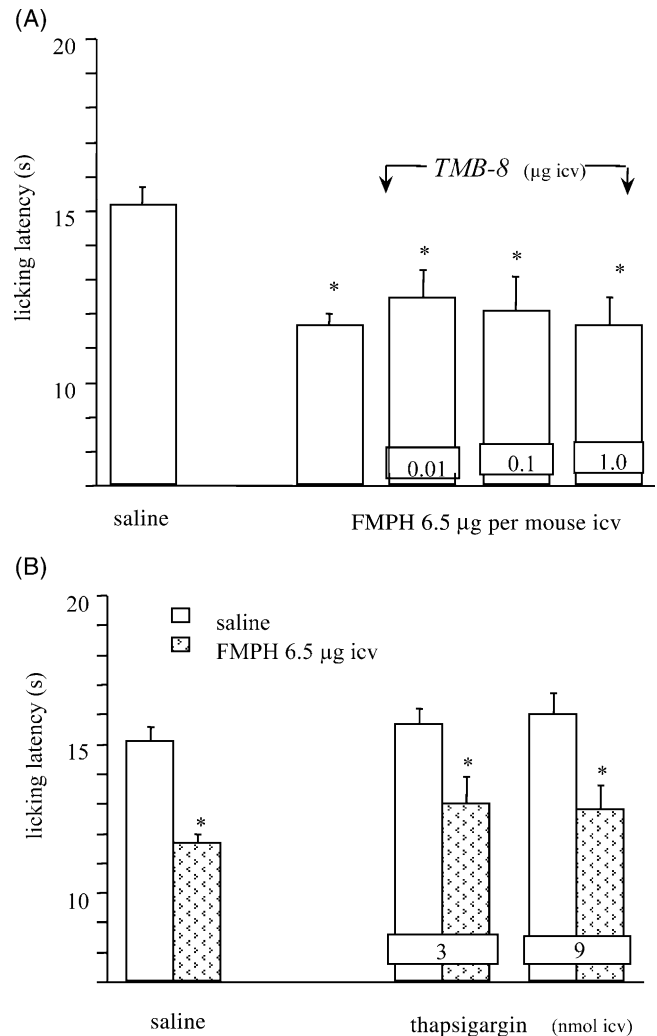 (A)
20
15
10
licking latency (s)
TMB-8 (µg icv)
*
*
*
*
0.01
0.1
1.0
saline
FMPH 6.5 µg per mouse icv
(B)
20
15
10
licking latency (s)
saline
FMPH 6.5 µg icv
*
*
*
3
9
saline
thapsigargin (nmol icv)